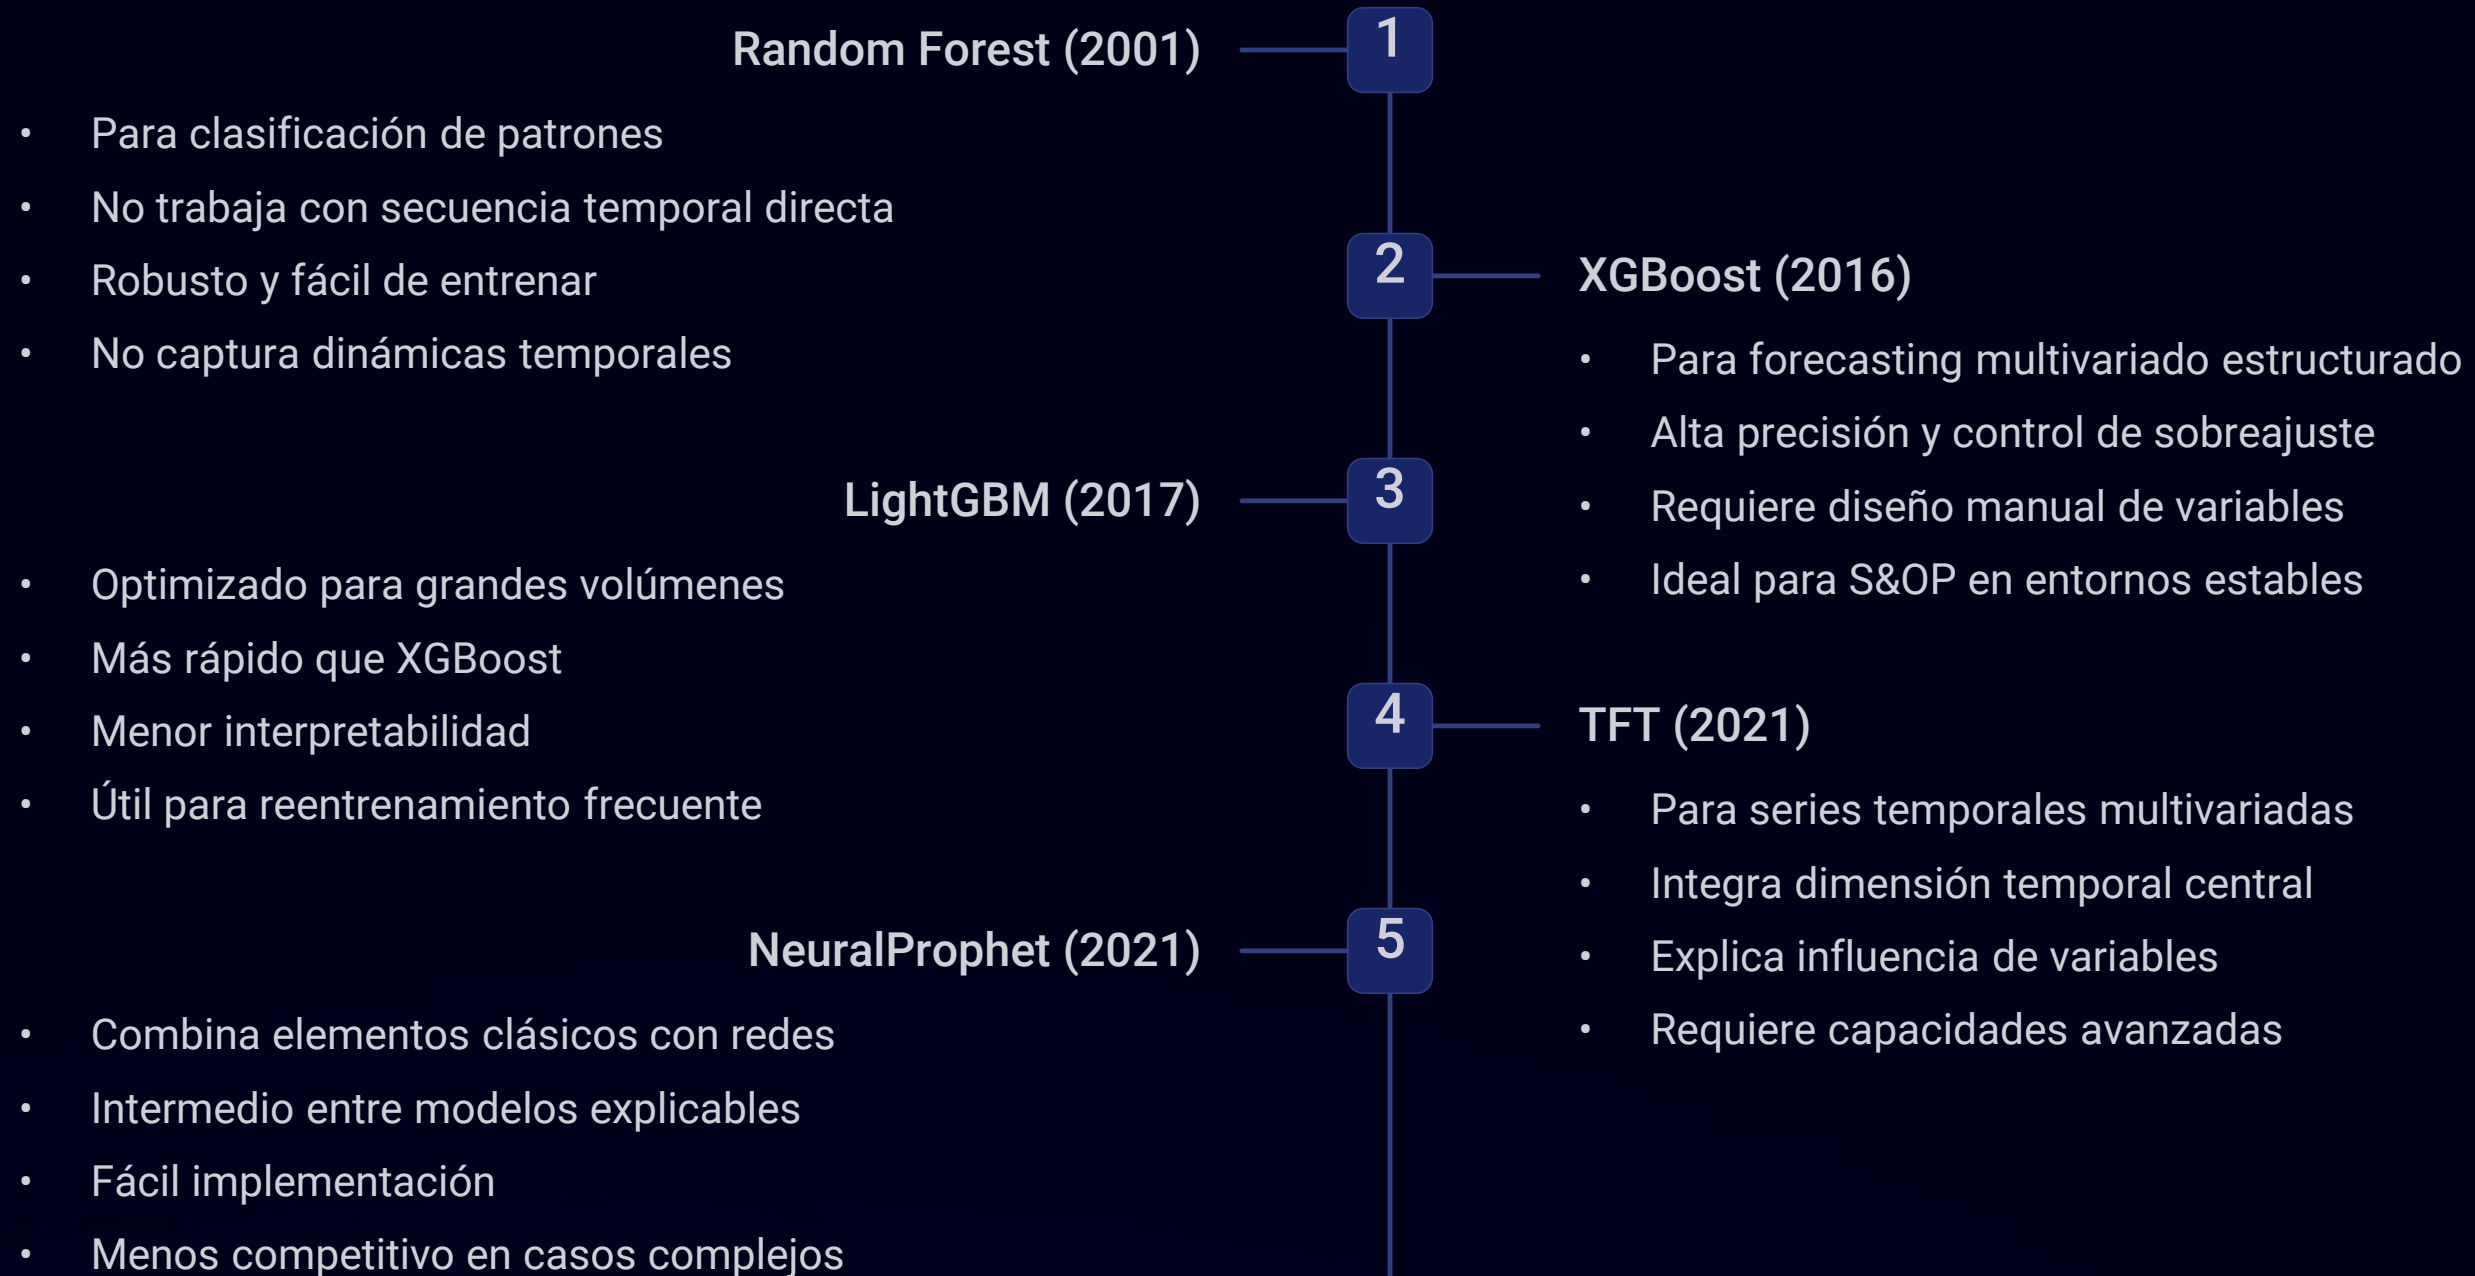 Random Forest (2001)
1
• Para clasificación de patrones
• No trabaja con secuencia temporal directa
• Robusto y fácil de entrenar
• No captura dinámicas temporales
2
XGBoost (2016)
• Para forecasting multivariado estructurado
• Alta precisión y control de sobreajuste
• Requiere diseño manual de variables
• Ideal para S&OP en entornos estables
LightGBM (2017)
3
• Optimizado para grandes volúmenes
• Más rápido que XGBoost
• Menor interpretabilidad
• Útil para reentrenamiento frecuente
4
TFT (2021)
• Para series temporales multivariadas
• Integra dimensión temporal central
• Explica influencia de variables
• Requiere capacidades avanzadas
NeuralProphet (2021)
5
• Combina elementos clásicos con redes
• Intermedio entre modelos explicables
• Fácil implementación
• Menos competitivo en casos complejos